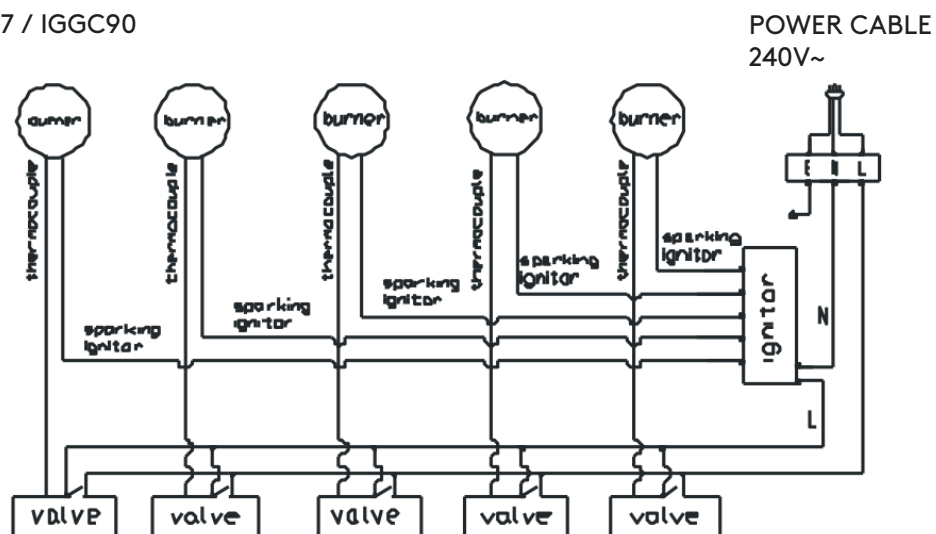 7 / IGGC90
POWER CABLE
240V~
burner
burner
burner
burner
burner
E N L
thermocouple
thermocouple
thermocouple
thermocouple
thermocouple
sparking
ignitor
sparking
ignitor
sparking
ignitor
sparking
ignitor
sparking
ignitor
ignitor
N
L
valve
valve
valve
valve
valve